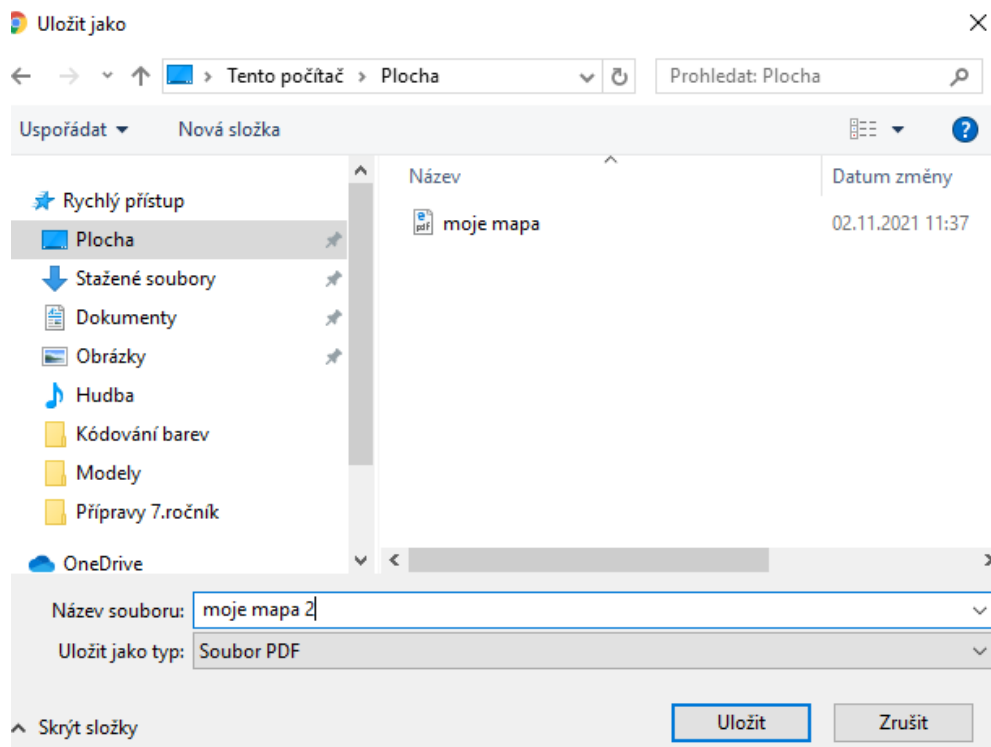 Uložit jako
Tento počítač Plocha
Prohledat: Plocha
Uspořádat
Nová složka
Rychlý přístup
Plocha
Stažené soubory
Dokumenty
Obrázky
Hudba
Kódování barev
Modely
Přípravy 7.ročník
OneDrive
Název
Datum změny
moje mapa
02.11.2021 11:37
Název souboru: moje mapa 2
Uložit jako typ: Soubor PDF
Skrýt složky
Uložit
Zrušit